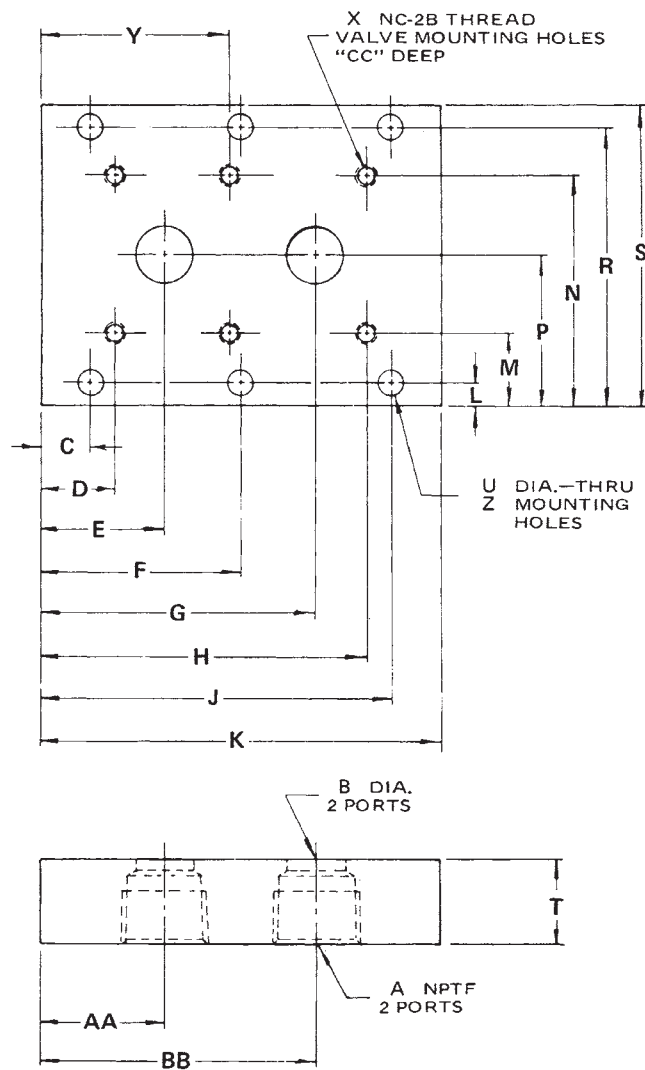 X NC-2B THREAD
VALVE MOUNTING HOLES
"CC" DEEP
Y
S
R
N
P
M
L
C
D
E
F
G
H
J
K
U DIA.—THRU
Z MOUNTING
HOLES
B DIA.
2 PORTS
T
A NPTF
2 PORTS
AA
BB